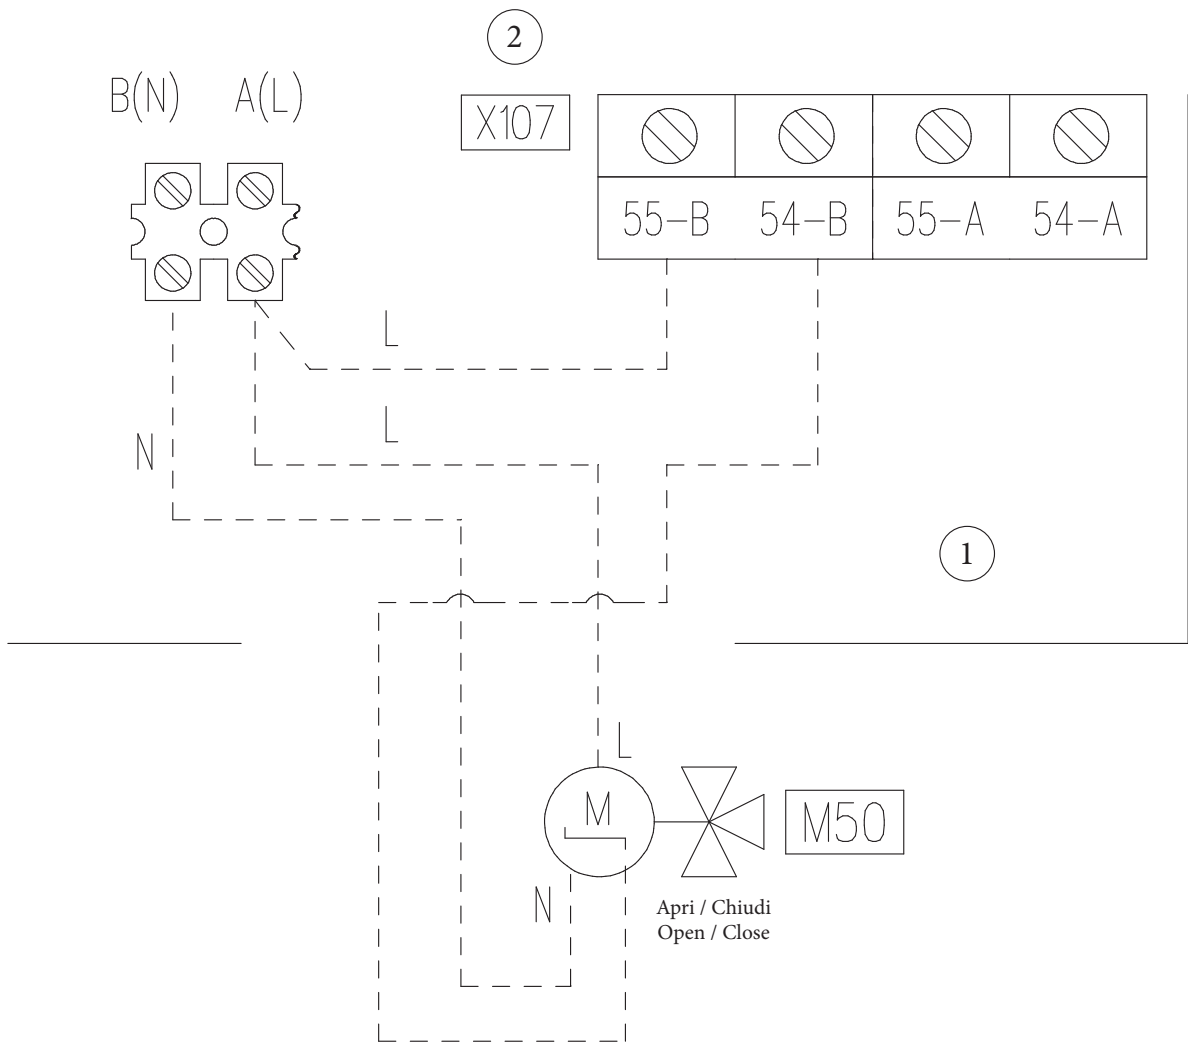 2
B(N) A(L)
X107
55-B 54-B 55-A 54-A
L
L
N
1
L
M
M50
N
Apri / Chiudi
Open / Close